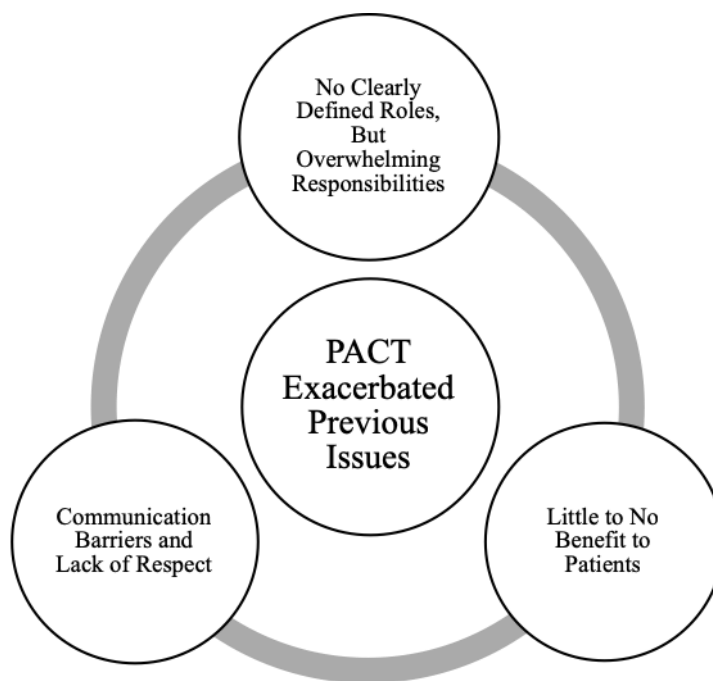 No Clearly
Defined Roles,
But
Overwhelming
Responsibilities
PACT
Exacerbated
Previous
Issues
Communication
Barriers and
Lack of Respect
Little to No
Benefit to
Patients